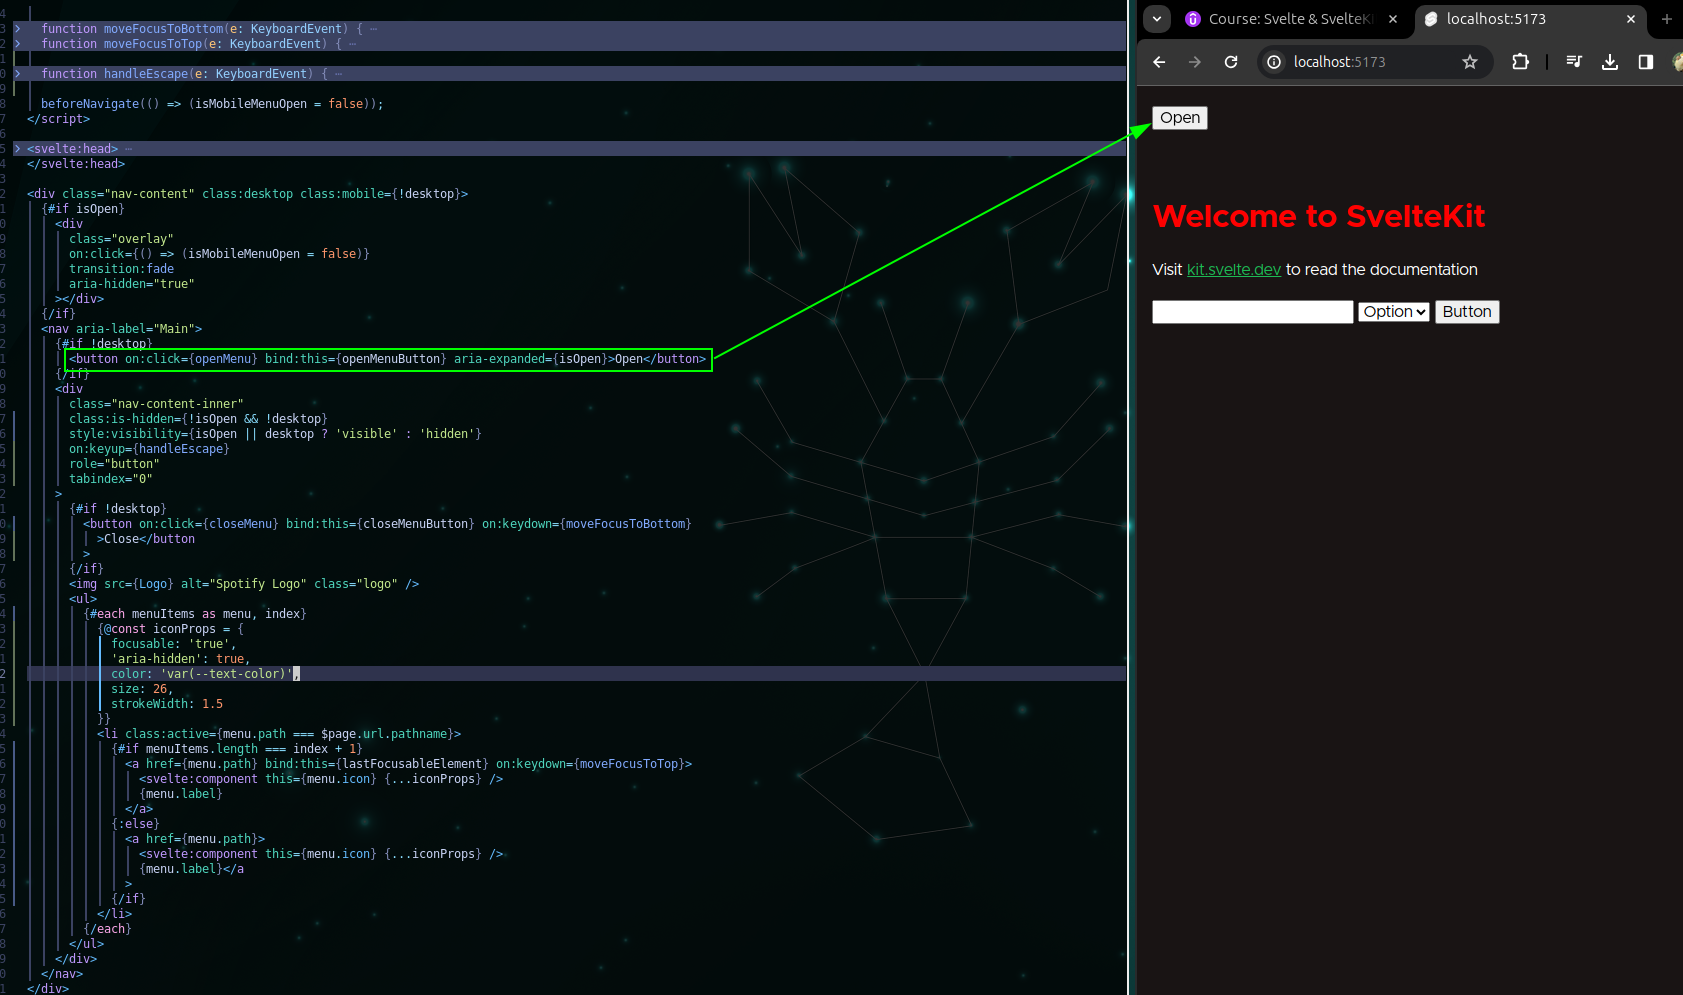 function moveFocusToBottom(e: KeyboardEvent) { ⋯
function moveFocusToTop(e: KeyboardEvent) { ⋯
function handleEscape(e: KeyboardEvent) { ⋯
beforeNavigate(() => (isMobileMenuOpen = false));
</script>
<svelte:head> ⋯
</svelte:head>
<div class="nav-content" class:desktop class:mobile={!desktop}>
{#if isOpen}
<div
class="overlay"
on:click={() => (isMobileMenuOpen = false)}
transition:fade
aria-hidden="true"
></div>
{/if}
<nav aria-label="Main">
{#if !desktop}
<button on:click={openMenu} bind:this={openMenuButton} aria-expanded={isOpen}>Open</button>
{/if}
<div
class="nav-content-inner"
class:is-hidden={!isOpen && !desktop}
style:visibility={isOpen || desktop ? 'visible' : 'hidden'}
on:keyup={handleEscape}
role="button"
tabindex="0"
>
{#if !desktop}
<button on:click={closeMenu} bind:this={closeMenuButton} on:keydown={moveFocusToBottom}
>Close</button
>
{/if}
<img src={Logo} alt="Spotify Logo" class="logo" />
<ul>
{#each menuItems as menu, index}
{@const iconProps = {
focusable: 'true',
'aria-hidden': true,
color: 'var(--text-color)',
size: 26,
strokeWidth: 1.5
}}
<li class:active={menu.path === $page.url.pathname}>
{#if menuItems.length === index + 1}
<a href={menu.path} bind:this={lastFocusableElement} on:keydown={moveFocusToTop}>
<svelte:component this={menu.icon} {...iconProps} />
{menu.label}
</a>
{:else}
<a href={menu.path}>
<svelte:component this={menu.icon} {...iconProps} />
{menu.label}</a
>
{/if}
</li>
{/each}
</ul>
</div>
</nav>
</div>
Course: Svelte & SvelteKi
localhost:5173
localhost:5173
Open
Welcome to SvelteKit
Visit kit.svelte.dev to read the documentation
Option Button